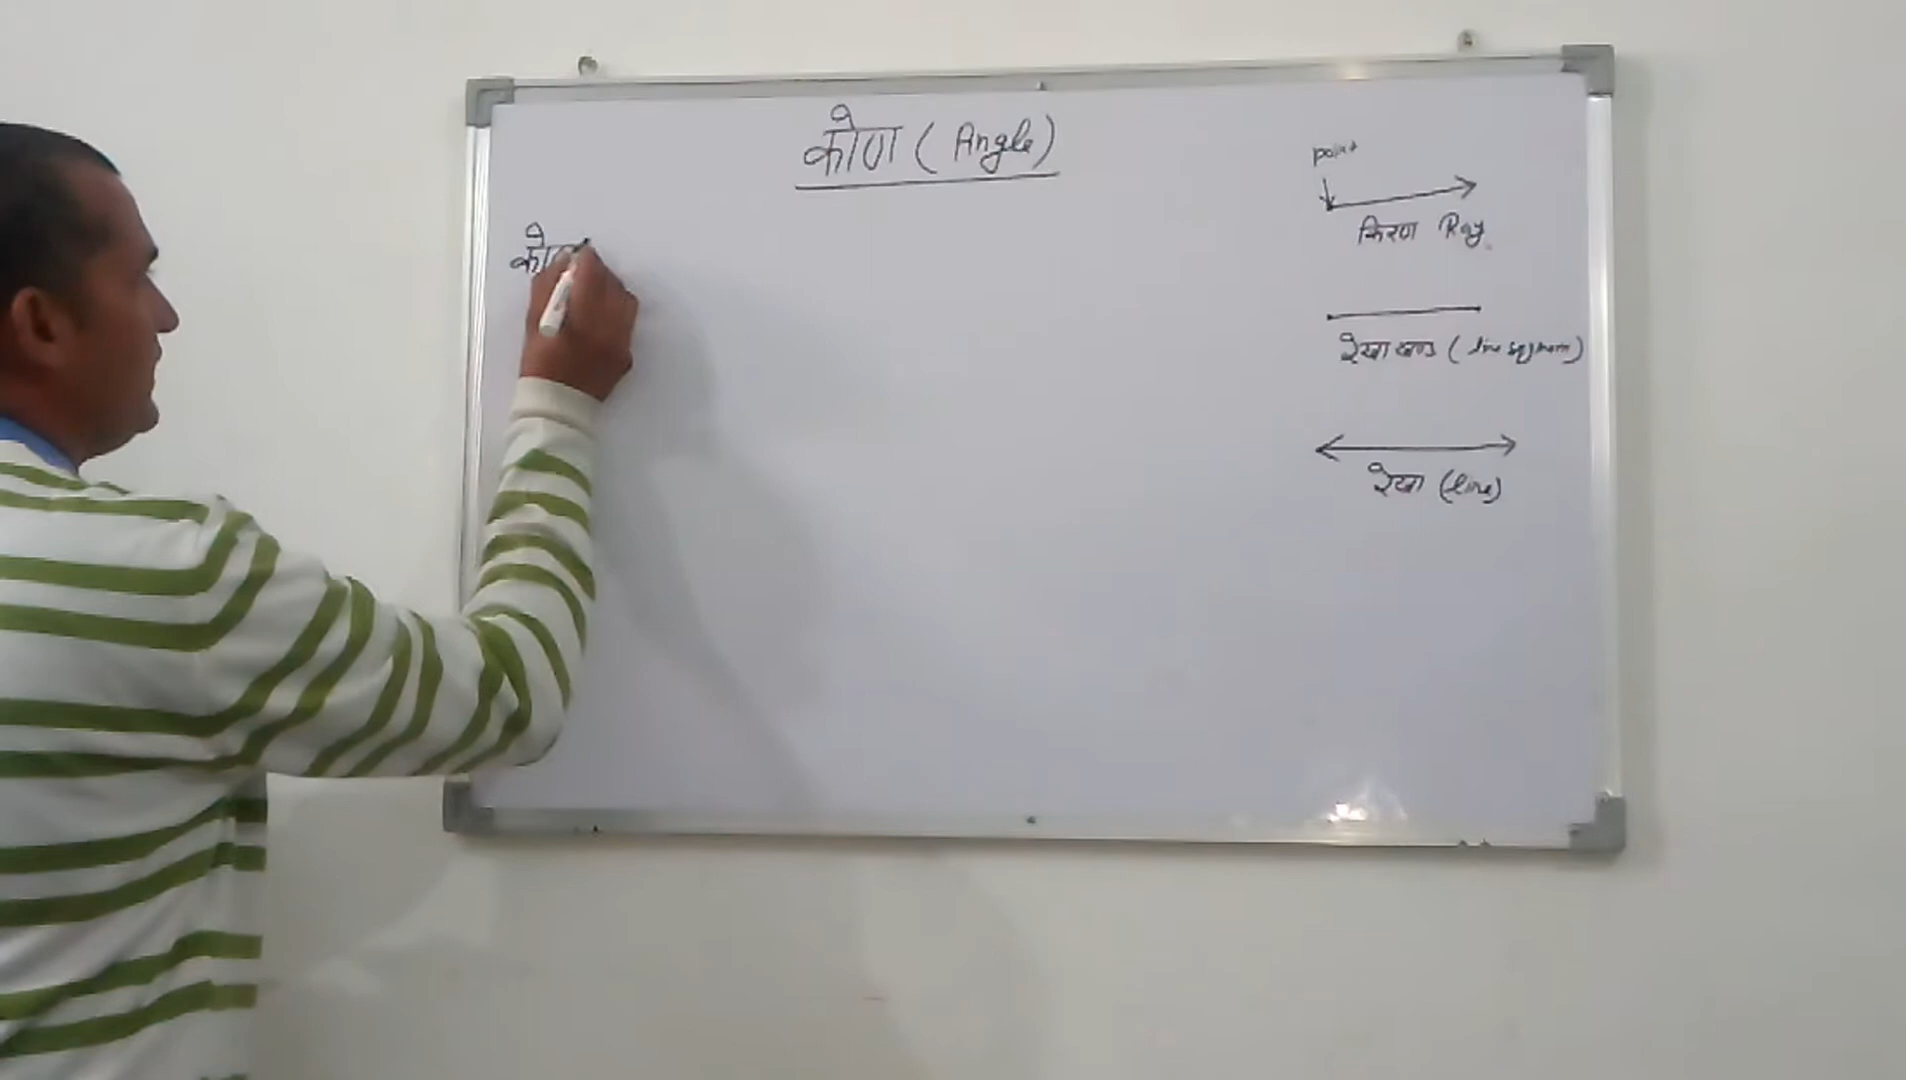 कोण ( Angle )
कोण
point
किरण Ray
रेखा खण्ड ( line segment )
रेखा (line)